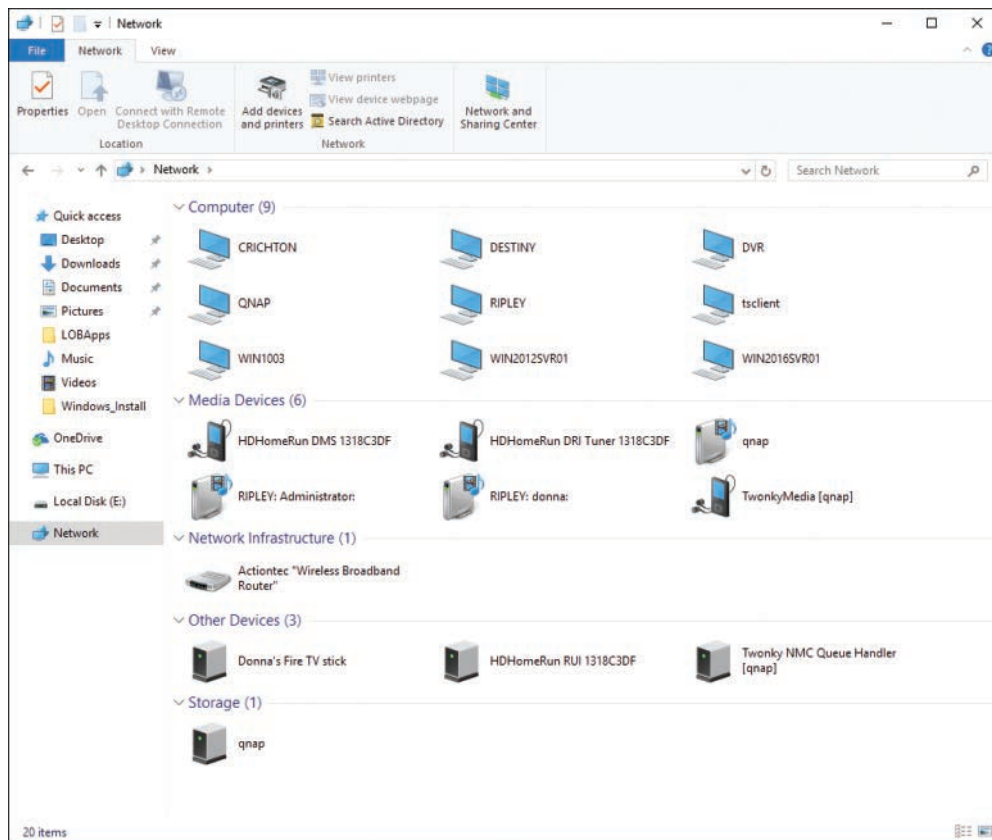 Network
File Network View
Properties Open Connect with Remote Desktop Connection
Location
Add devices and printers
View printers
View device webpage
Search Active Directory
Network
Network and Sharing Center
Network
Search Network
Quick access
Desktop
Downloads
Documents
Pictures
LOBApps
Music
Videos
Windows_Install
OneDrive
This PC
Local Disk (E:)
Network
Computer (9)
CRICHTON DESTINY DVR
QNAP RIPLEY tsclient
WIN1003 WIN2012SVR01 WIN2016SVR01
Media Devices (6)
HDHomeRun DMS 1318C3DF HDHomeRun DRI Tuner 1318C3DF qnap
RIPLEY: Administrator: RIPLEY: donna: TwonkyMedia [qnap]
Network Infrastructure (1)
Actiontec "Wireless Broadband
Router"
Other Devices (3)
Donna's Fire TV stick HDHomeRun RUI 1318C3DF Twonky NMC Queue Handler
[qnap]
Storage (1)
qnap
20 items